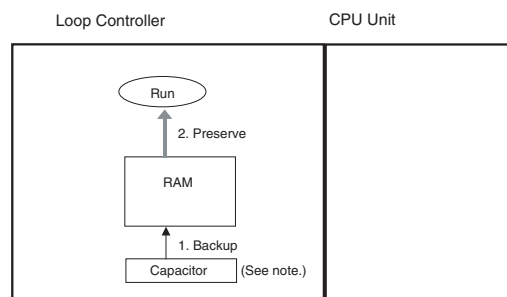 Loop Controller
CPU Unit
Run
2. Preserve
RAM
1. Backup
Capacitor
(See note.)